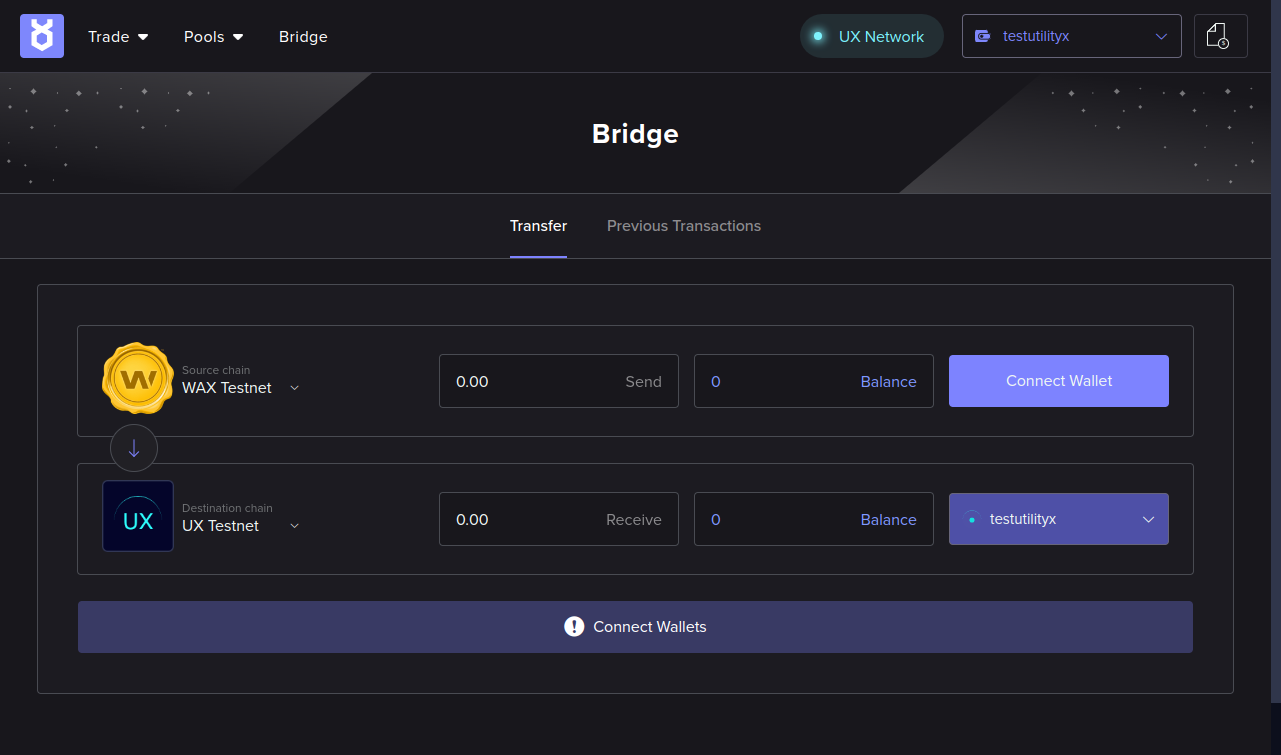 Trade Pools Bridge UX Network testutilityx
Bridge
Transfer Previous Transactions
Source chain
WAX Testnet
0.00 Send 0 Balance Connect Wallet
W
Destination chain
UX Testnet
UX
0.00 Receive 0 Balance testutilityx
! Connect Wallets